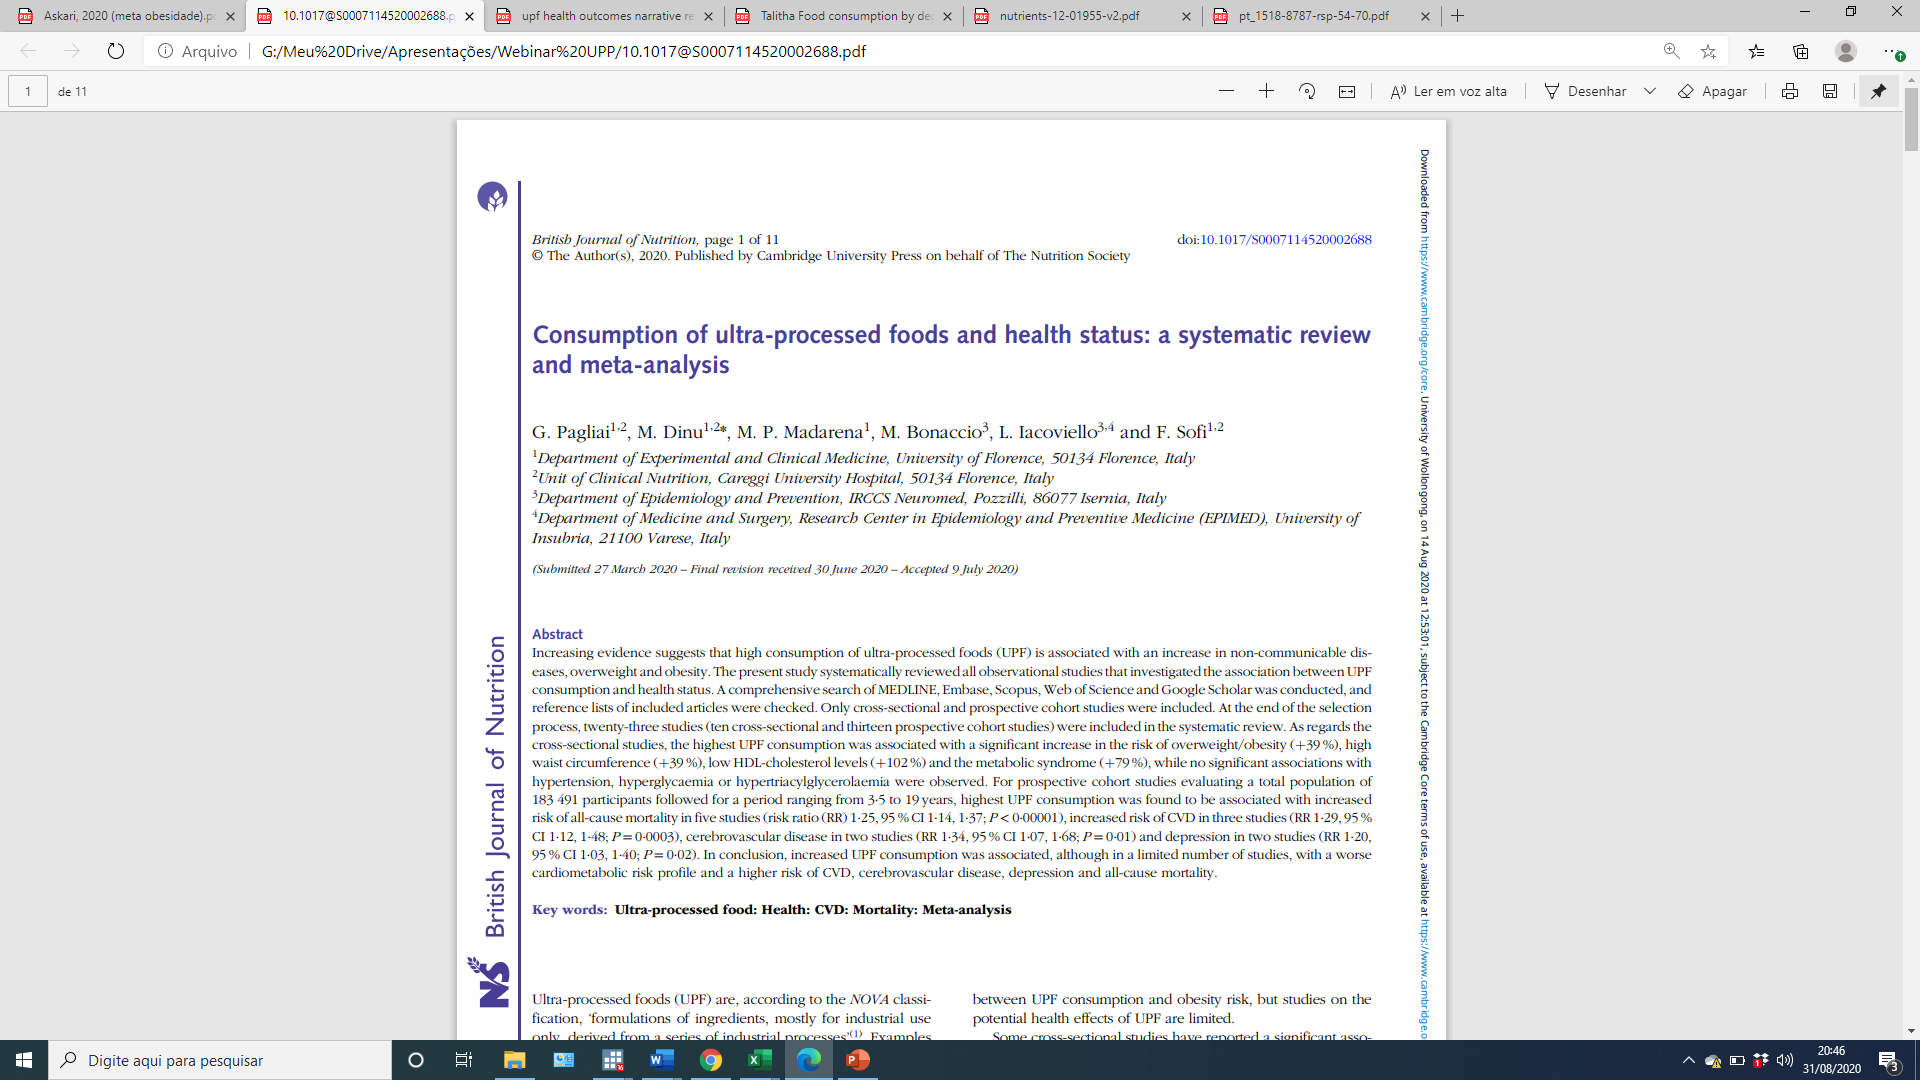 Askari, 2020 (meta obesidade).pc
10.1017@S0007114520002688.p
upf health outcomes narrative re
Talitha Food consumption by dec
nutrients-12-01955-v2.pdf
pt_1518-8787-rsp-54-70.pdf
Arquivo
G:/Meu%20Drive/Apresentações/Webinar%20UPP/10.1017@S0007114520002688.pdf
1 de 11
Ler em voz alta
Desenhar
Apagar
British Journal of Nutrition, page 1 of 11
doi:10.1017/S0007114520002688
© The Author(s), 2020. Published by Cambridge University Press on behalf of The Nutrition Society
Consumption of ultra-processed foods and health status: a systematic review
and meta-analysis
G. Pagliai1,2, M. Dinu1,2*, M. P. Madarena1, M. Bonaccio3, L. Iacoviello3,4 and F. Sofi1,2
1Department of Experimental and Clinical Medicine, University of Florence, 50134 Florence, Italy
2Unit of Clinical Nutrition, Careggi University Hospital, 50134 Florence, Italy
3Department of Epidemiology and Prevention, IRCCS Neuromed, Pozzilli, 86077 Isernia, Italy
4Department of Medicine and Surgery, Research Center in Epidemiology and Preventive Medicine (EPIMED), University of
Insubria, 21100 Varese, Italy
(Submitted 27 March 2020 – Final revision received 30 June 2020 – Accepted 9 July 2020)
Abstract
Increasing evidence suggests that high consumption of ultra-processed foods (UPF) is associated with an increase in non-communicable dis-
eases, overweight and obesity. The present study systematically reviewed all observational studies that investigated the association between UPF
consumption and health status. A comprehensive search of MEDLINE, Embase, Scopus, Web of Science and Google Scholar was conducted, and
reference lists of included articles were checked. Only cross-sectional and prospective cohort studies were included. At the end of the selection
process, twenty-three studies (ten cross-sectional and thirteen prospective cohort studies) were included in the systematic review. As regards the
cross-sectional studies, the highest UPF consumption was associated with a significant increase in the risk of overweight/obesity (+39 %), high
waist circumference (+39 %), low HDL-cholesterol levels (+102 %) and the metabolic syndrome (+79 %), while no significant associations with
hypertension, hyperglycaemia or hypertriacylglycerolaemia were observed. For prospective cohort studies evaluating a total population of
183 491 participants followed for a period ranging from 3·5 to 19 years, highest UPF consumption was found to be associated with increased
risk of all-cause mortality in five studies (risk ratio (RR) 1·25, 95 % CI 1·14, 1·37; P < 0·00001), increased risk of CVD in three studies (RR 1·29, 95 %
CI 1·12, 1·48; P = 0·0003), cerebrovascular disease in two studies (RR 1·34, 95 % CI 1·07, 1·68; P = 0·01) and depression in two studies (RR 1·20,
95 % CI 1·03, 1·40; P = 0·02). In conclusion, increased UPF consumption was associated, although in a limited number of studies, with a worse
cardiometabolic risk profile and a higher risk of CVD, cerebrovascular disease, depression and all-cause mortality.
Key words: Ultra-processed food: Health: CVD: Mortality: Meta-analysis
Ultra-processed foods (UPF) are, according to the NOVA classi-
fication, ‘formulations of ingredients, mostly for industrial use
only, derived from a series of industrial processes’(1). Examples
between UPF consumption and obesity risk, but studies on the
potential health effects of UPF are limited.
Some cross-sectional studies have reported a significant asso-
British Journal of Nutrition
NS
Downloaded from https://www.cambridge.org/core. University of Wollongong, on 14 Aug 2020 at 12:53:01, subject to the Cambridge Core terms of use, available at https://www.cambridge.o
Digite aqui para pesquisar
20:46
31/08/2020
3